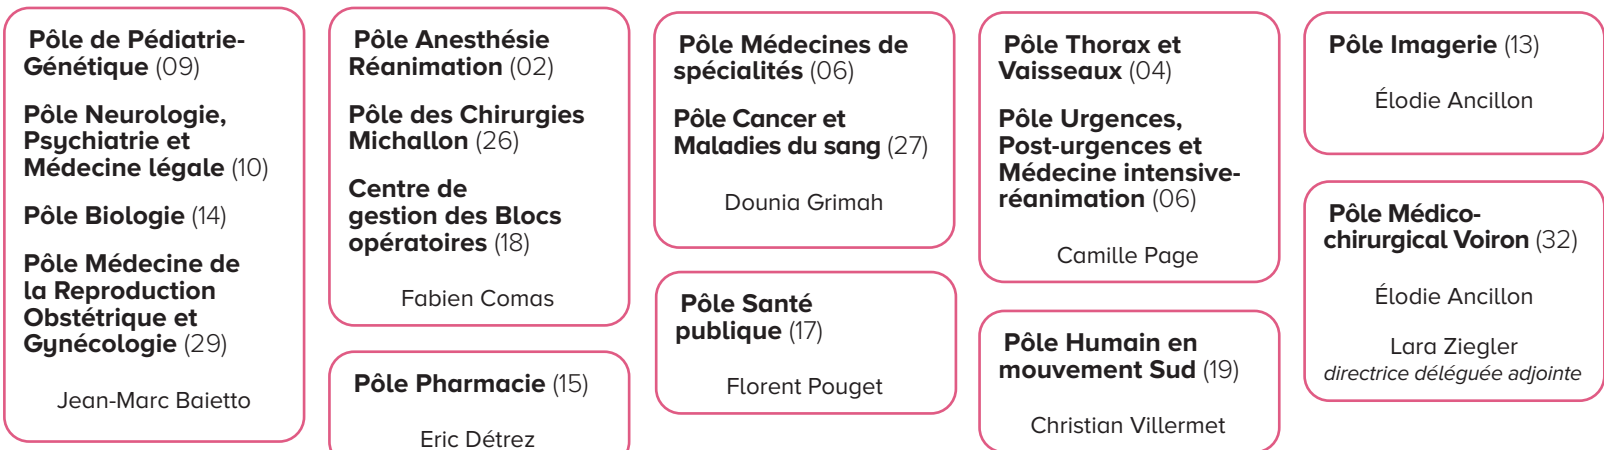 Pôle de Pédiatrie-
Génétique (09)
Pôle Neurologie,
Psychiatrie et
Médecine légale (10)
Pôle Biologie (14)
Pôle Médecine de
la Reproduction
Obstétrique et
Gynécologie (29)
Jean-Marc Baietto
Pôle Anesthésie
Réanimation (02)
Pôle des Chirurgies
Michallon (26)
Centre de
gestion des Blocs
opératoires (18)
Fabien Comas
Pôle Pharmacie (15)
Eric Détrez
Pôle Médecines de
spécialités (06)
Pôle Cancer et
Maladies du sang (27)
Dounia Grimah
Pôle Santé
publique (17)
Florent Pouget
Pôle Thorax et
Vaisseaux (04)
Pôle Urgences,
Post-urgences et
Médecine intensive-
réanimation (06)
Camille Page
Pôle Humain en
mouvement Sud (19)
Christian Villermet
Pôle Imagerie (13)
Élodie Ancillon
Pôle Médico-
chirurgical Voiron (32)
Élodie Ancillon
Lara Ziegler
directrice déléguée adjointe